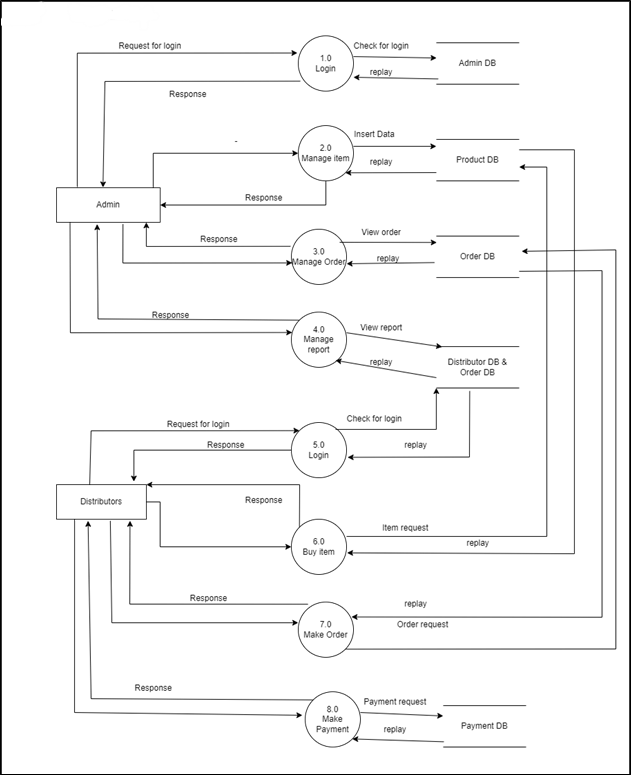 Request for login
1.0
Login
Check for login
replay
Admin DB
Response
-
2.0
Manage item
Insert Data
replay
Product DB
Response
Admin
Response
3.0
Manage Order
View order
replay
Order DB
Response
4.0
Manage
report
View report
replay
Distributor DB &
Order DB
Request for login
Response
5.0
Login
Check for login
replay
Distributors
Response
6.0
Buy item
Item request
replay
Response
7.0
Make Order
replay
Order request
Response
8.0
Make
Payment
Payment request
replay
Payment DB